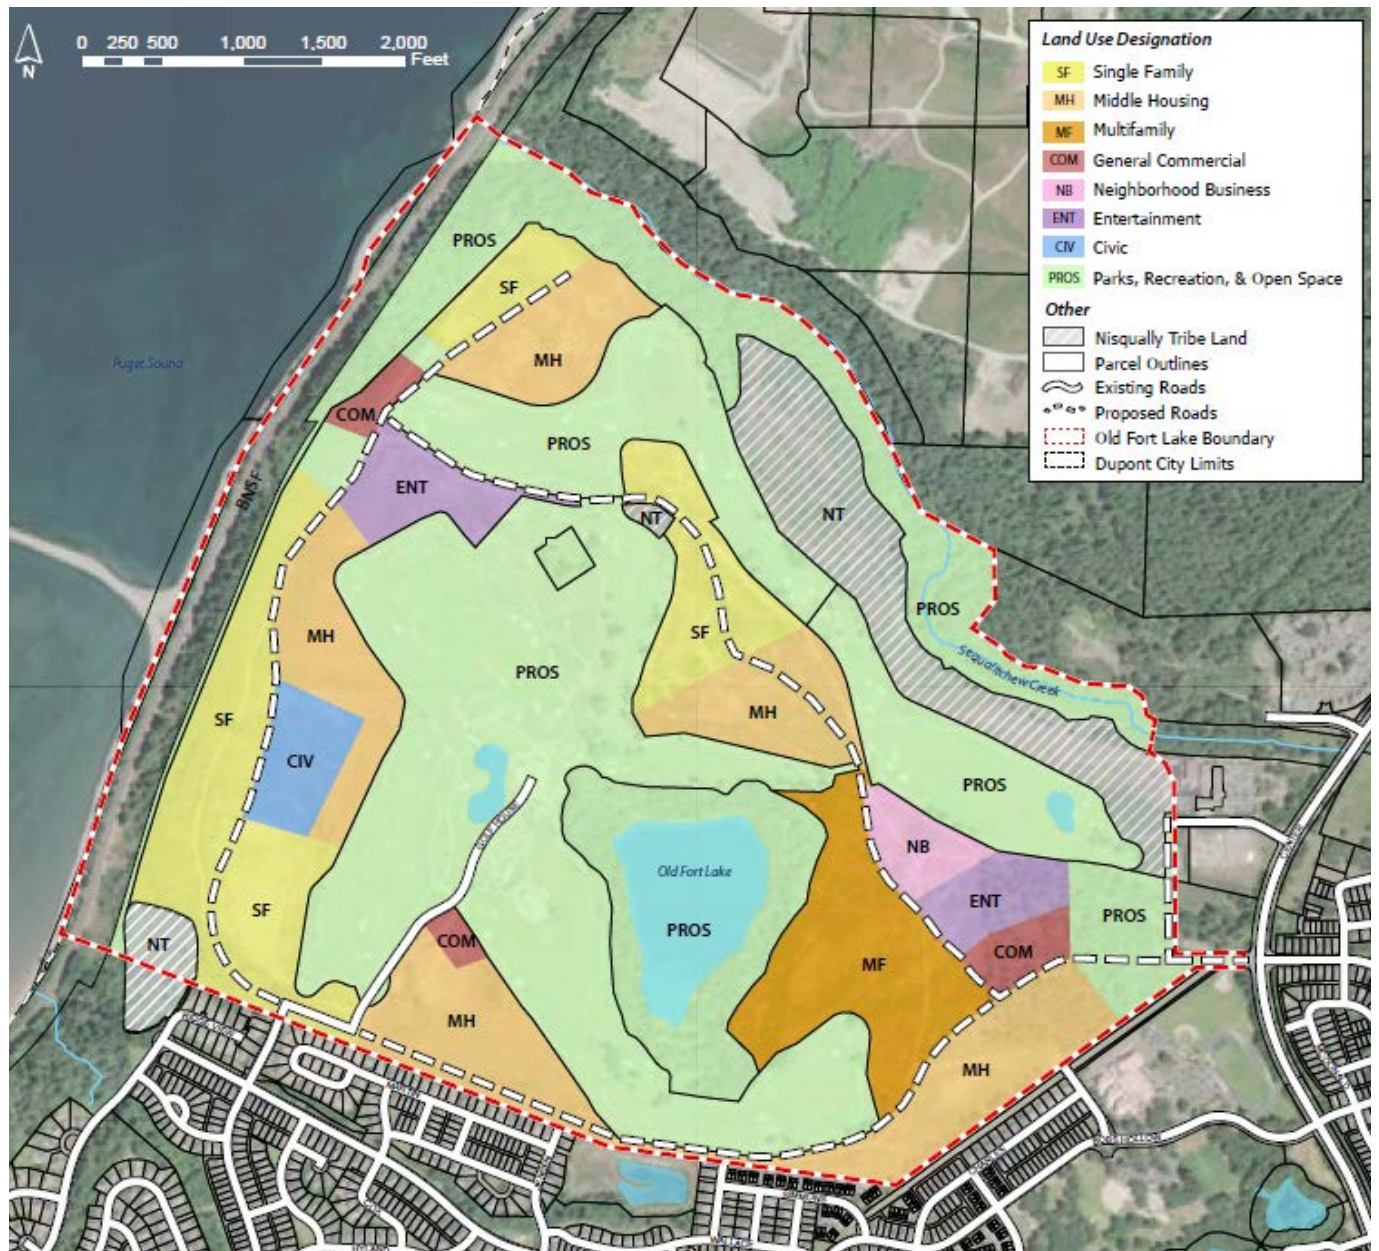 0 250 500 1,000 1,500 2,000
Feet
N
Land Use Designation
SF Single Family
MH Middle Housing
MF Multifamily
COM General Commercial
NB Neighborhood Business
ENT Entertainment
CIV Civic
PROS Parks, Recreation, & Open Space
Other
Nisqually Tribe Land
Parcel Outlines
Existing Roads
Proposed Roads
Old Fort Lake Boundary
Dupont City Limits
PROS
SF
MH
Puget Sound
COM
PROS
BNSF
ENT
NT
NT
PROS
MH
SF
Sequalitchew Creek
PROS
SF
MH
CIV
PROS
GOLF HOUSE
NB
Old Fort Lake
PROS
ENT
SF
COM
PROS
NT
COM
MF
MH
MH
CENTER